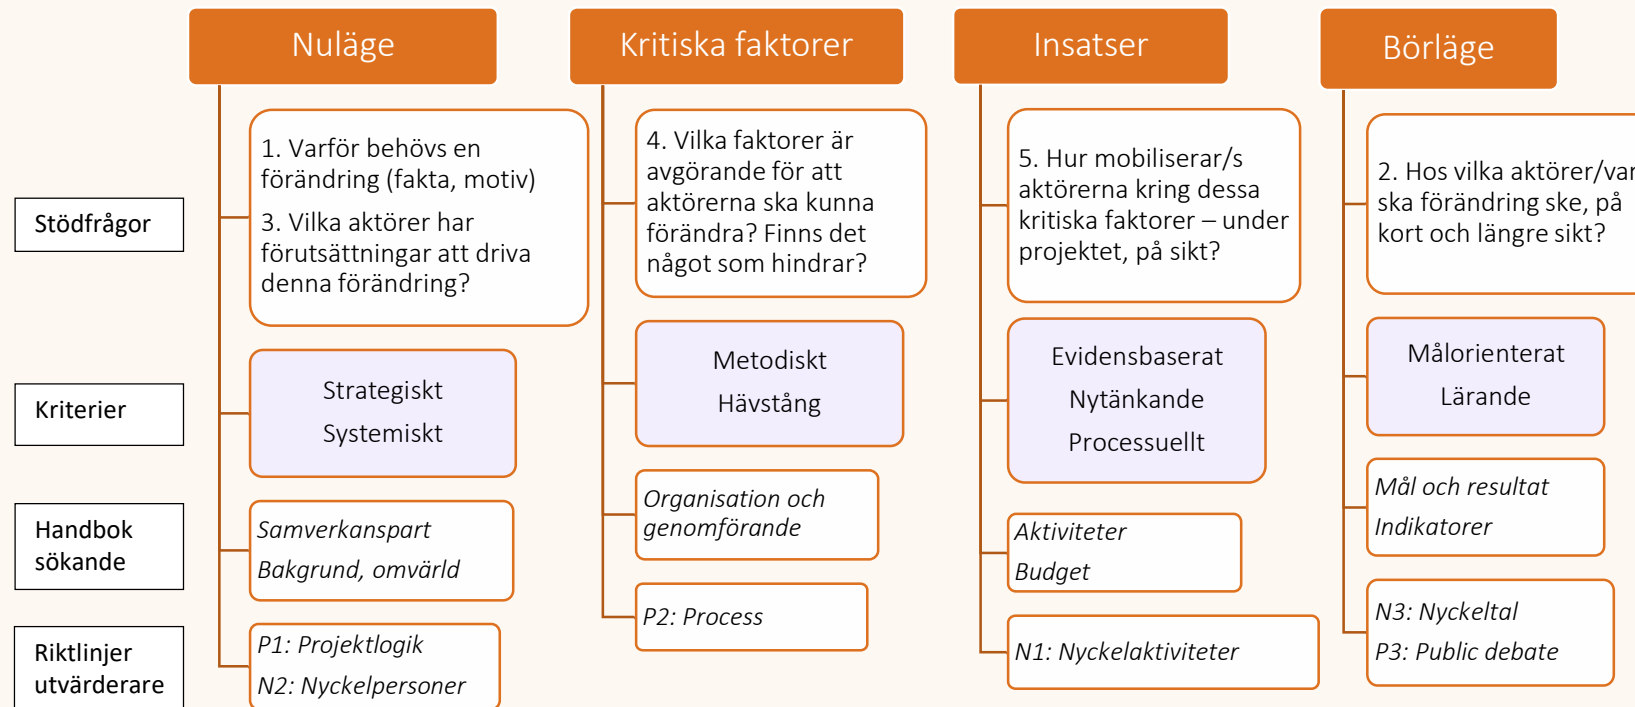 Nuläge
Kritiska faktorer
Insatser
Börläge
Stödfrågor
1. Varför behövs en
förändring (fakta, motiv)
3. Vilka aktörer har
förutsättningar att driva
denna förändring?
4. Vilka faktorer är
avgörande för att
aktörerna ska kunna
förändra? Finns det
något som hindrar?
5. Hur mobiliserar/s
aktörerna kring dessa
kritiska faktorer – under
projektet, på sikt?
2. Hos vilka aktörer/var
ska förändring ske, på
kort och längre sikt?
Kriterier
Strategiskt
Systemiskt
Metodiskt
Hävstång
Evidensbaserat
Nytänkande
Processuellt
Målorienterat
Lärande
Handbok
sökande
Samverkanspart
Bakgrund, omvärld
Organisation och
genomförande
Aktiviteter
Budget
Mål och resultat
Indikatorer
Riktlinjer
utvärderare
P1: Projektlogik
N2: Nyckelpersoner
P2: Process
N1: Nyckelaktiviteter
N3: Nyckeltal
P3: Public debate